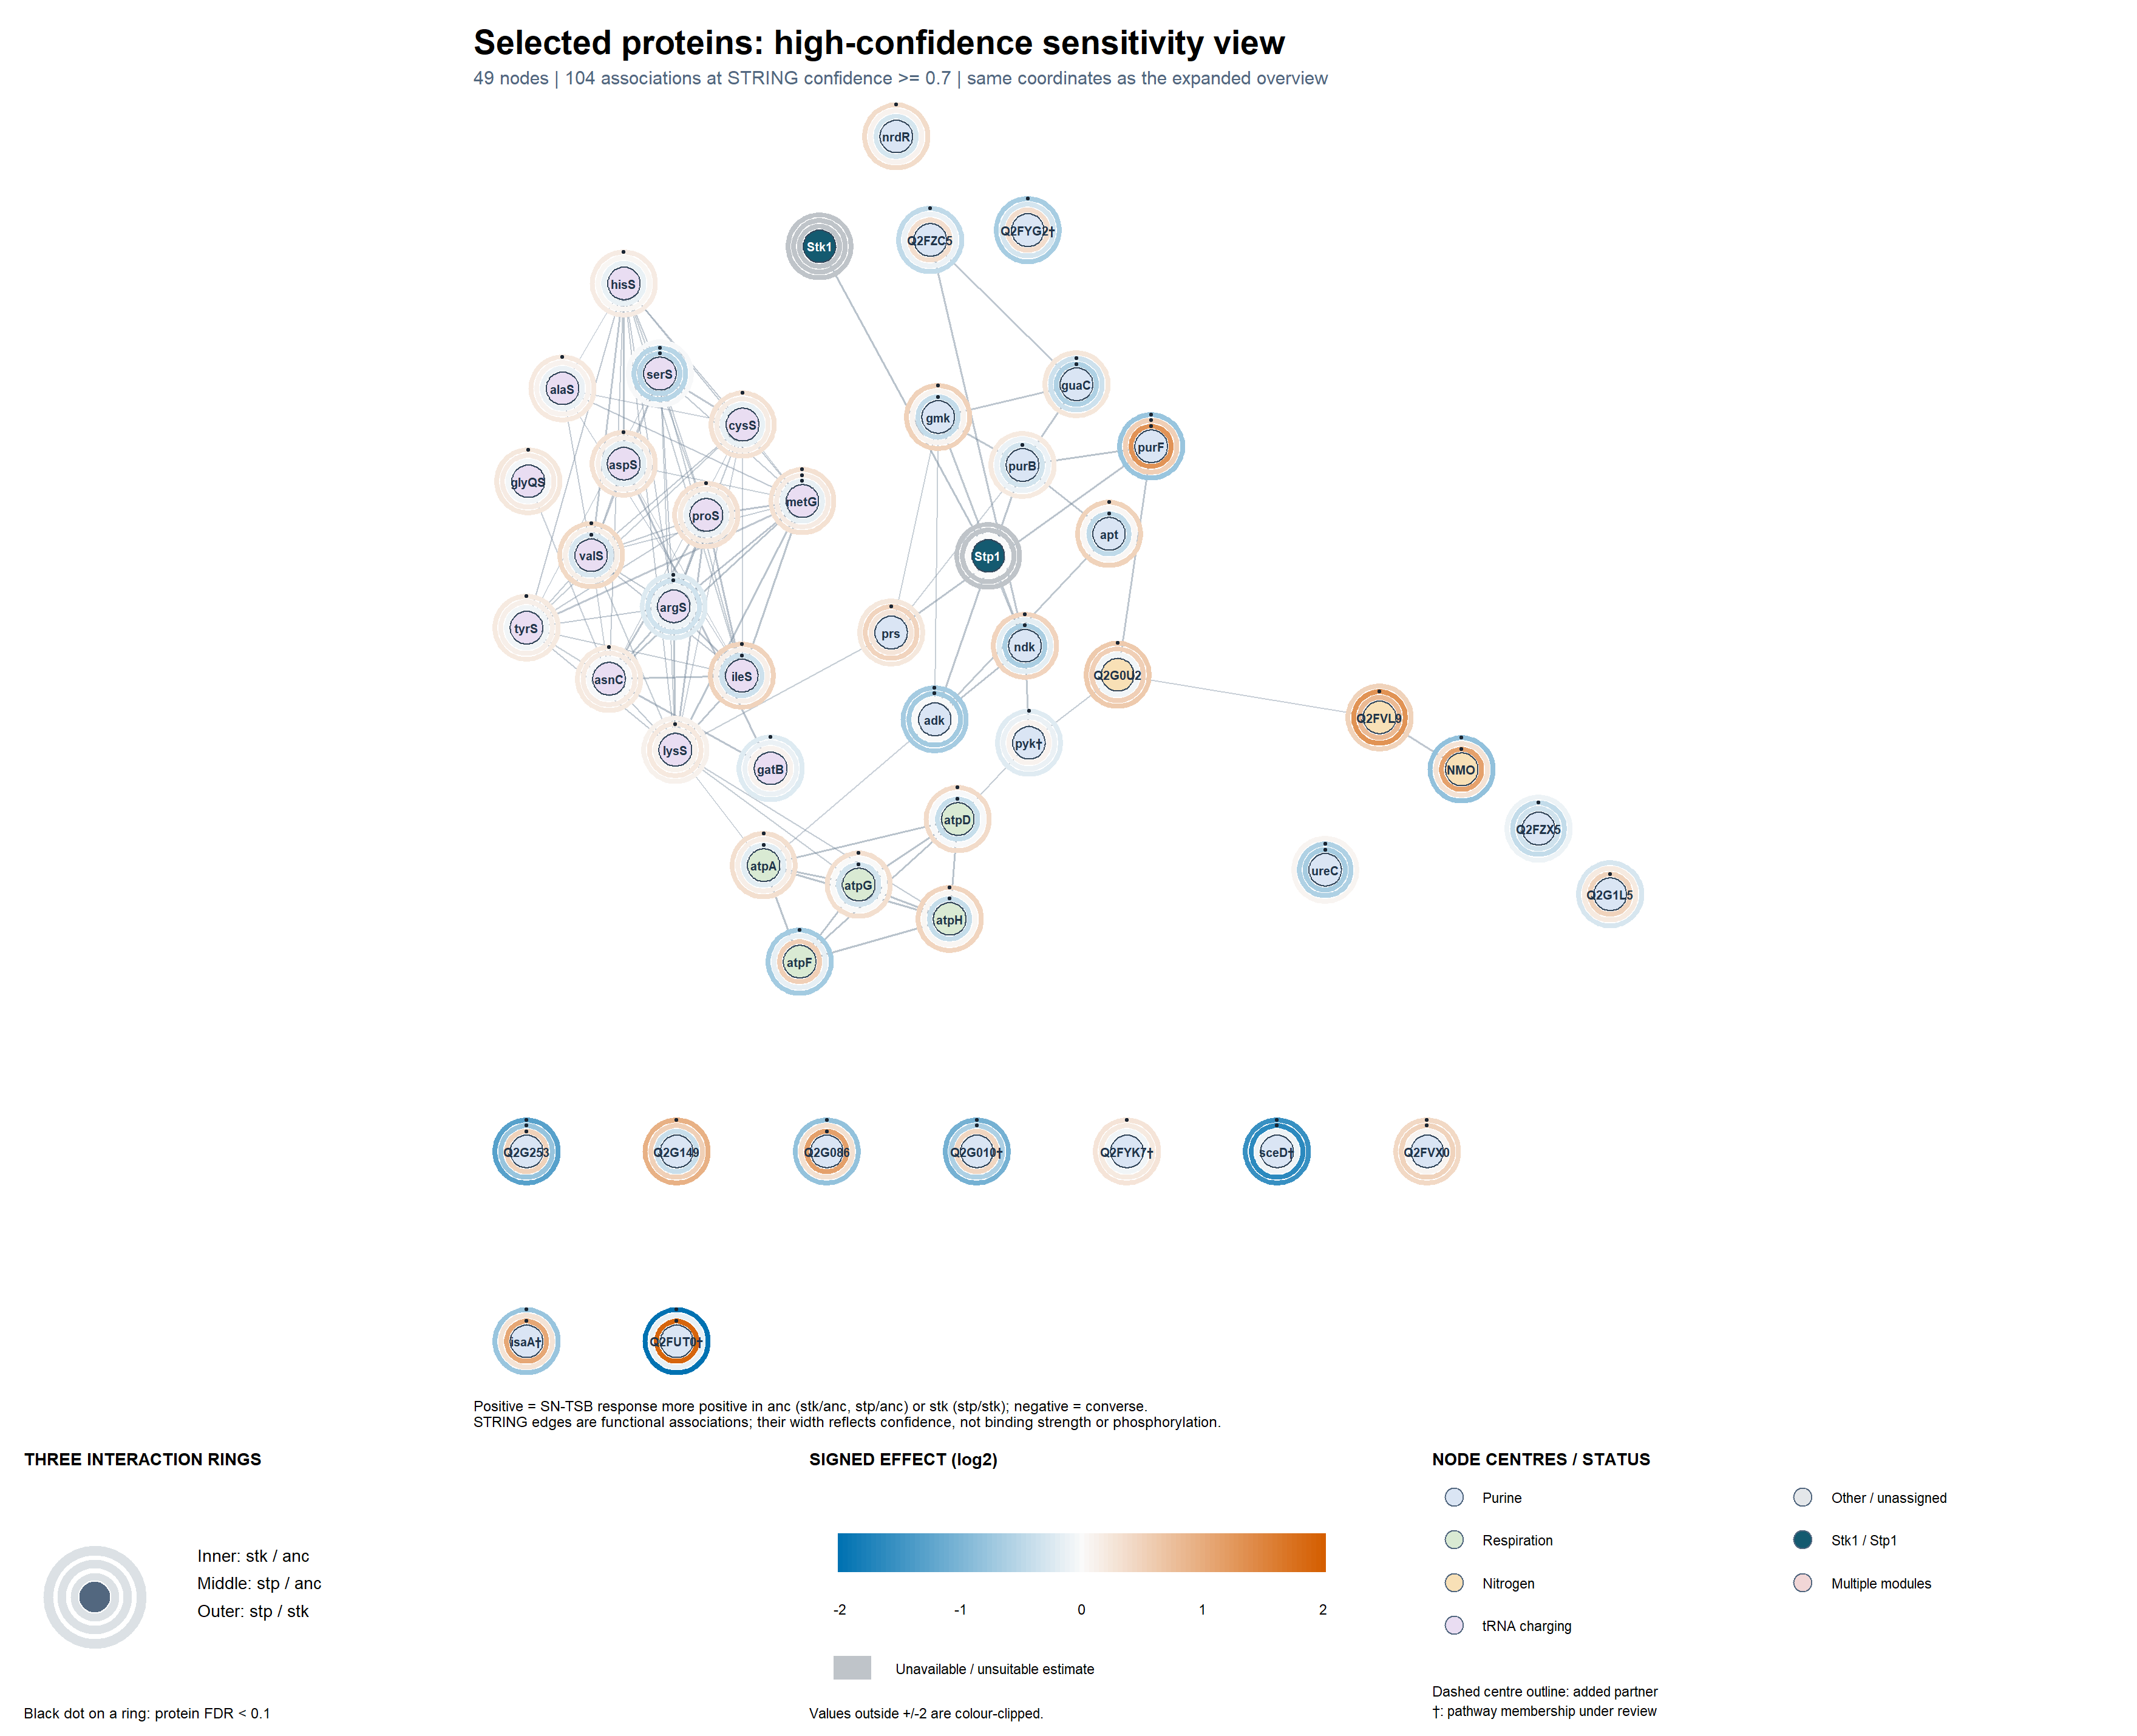 Selected proteins: high-confidence sensitivity view
49 nodes | 104 associations at STRING confidence >= 0.7 | same coordinates as the expanded overview
nrdR
Stk1
Q2FZC5
Q2FYG2†
hisS
alaS
serS
guaC
gmk
cysS
purF
aspS
purB
glyQS
metG
proS
apt
valS
Stp1
argS
tyrS
prs
ndk
asnC
ileS
Q2G0U2
adk
Q2FVL9
pyk†
lysS
gatB
NMO
atpD
Q2FZX5
atpA
ureC
atpG
Q2G1L5
atpH
atpF
Q2G253
Q2G149
Q2G086
Q2G010†
Q2FYK7†
sceD†
Q2FVX0
isaA†
Q2FUT0†
Positive = SN-TSB response more positive in anc (stk/anc, stp/anc) or stk (stp/stk); negative = converse.
STRING edges are functional associations; their width reflects confidence, not binding strength or phosphorylation.
THREE INTERACTION RINGS
Inner: stk / anc
Middle: stp / anc
Outer: stp / stk
Black dot on a ring: protein FDR < 0.1
SIGNED EFFECT (log2)
-2 -1 0 1 2
Unavailable / unsuitable estimate
Values outside +/-2 are colour-clipped.
NODE CENTRES / STATUS
Purine
Respiration
Nitrogen
tRNA charging
Other / unassigned
Stk1 / Stp1
Multiple modules
Dashed centre outline: added partner
†: pathway membership under review